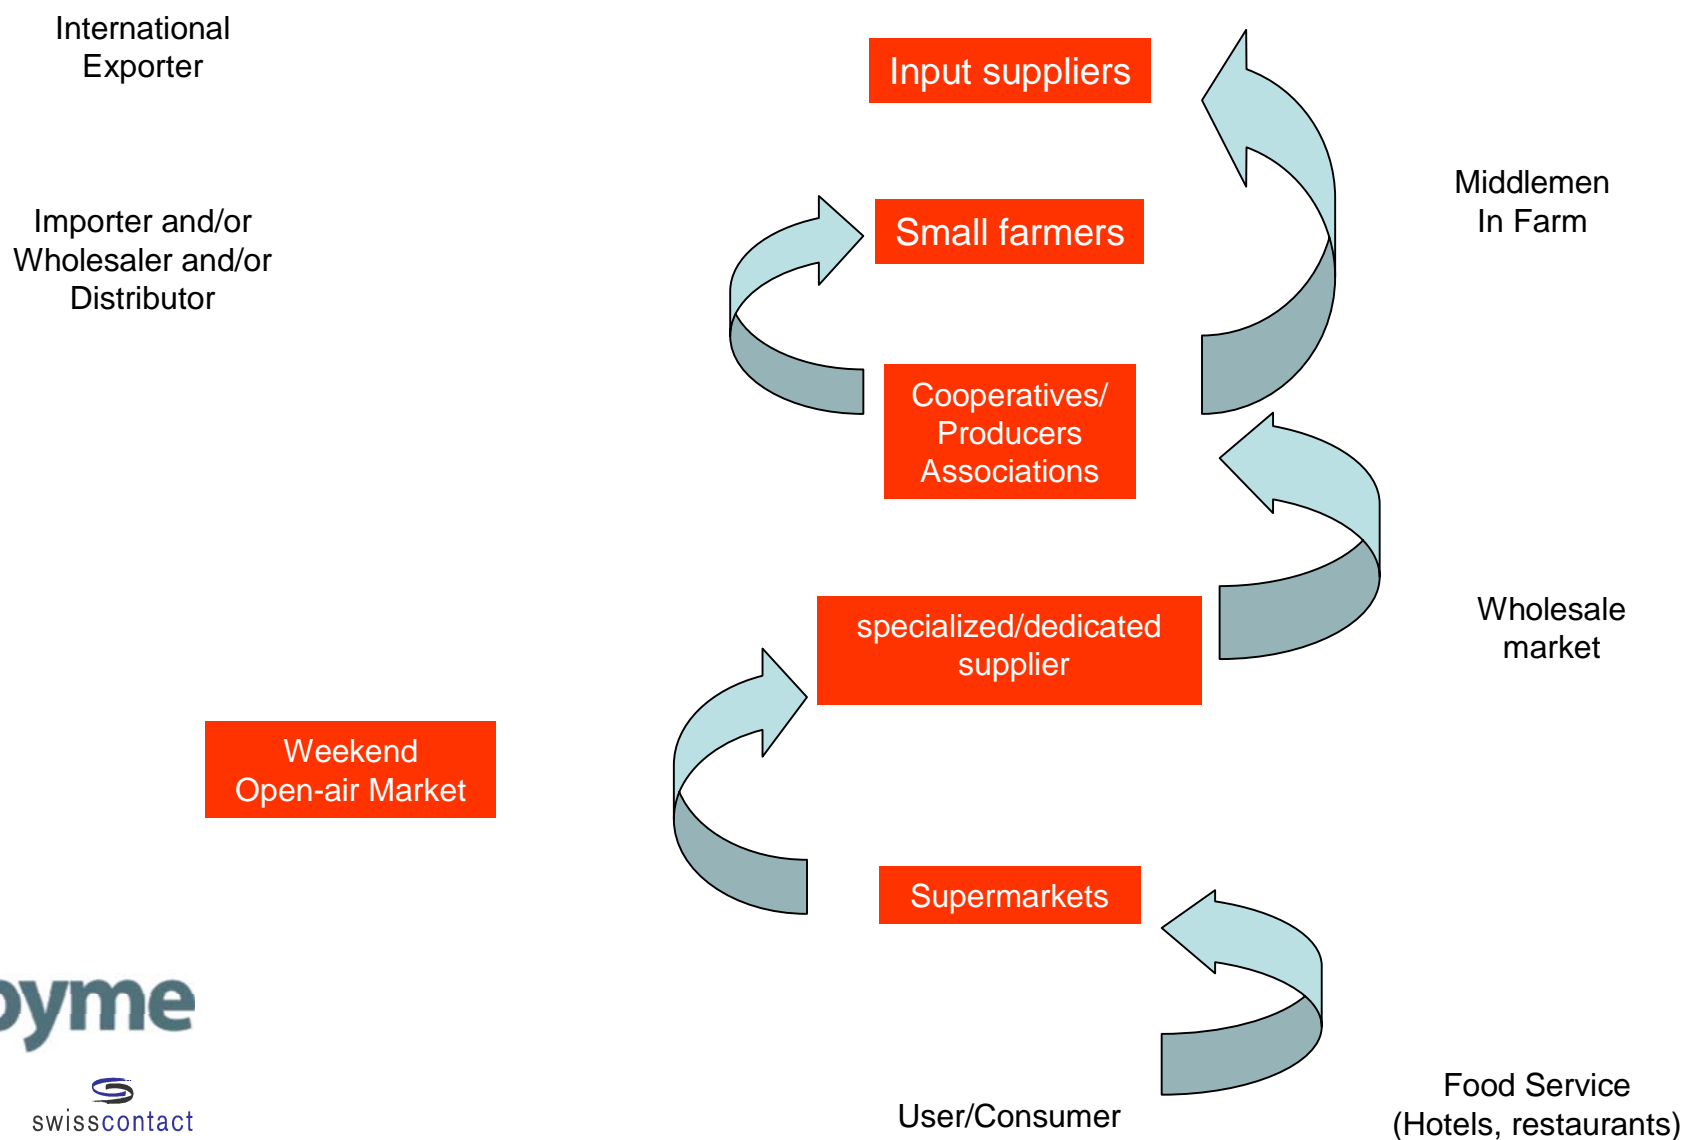 International
Exporter
Input suppliers
Middlemen
In Farm
Importer and/or
Wholesaler and/or
Distributor
Small farmers
Cooperatives/
Producers
Associations
specialized/dedicated
supplier
Wholesale
market
Weekend
Open-air Market
Supermarkets
pyme
swisscontact
User/Consumer
Food Service
(Hotels, restaurants)